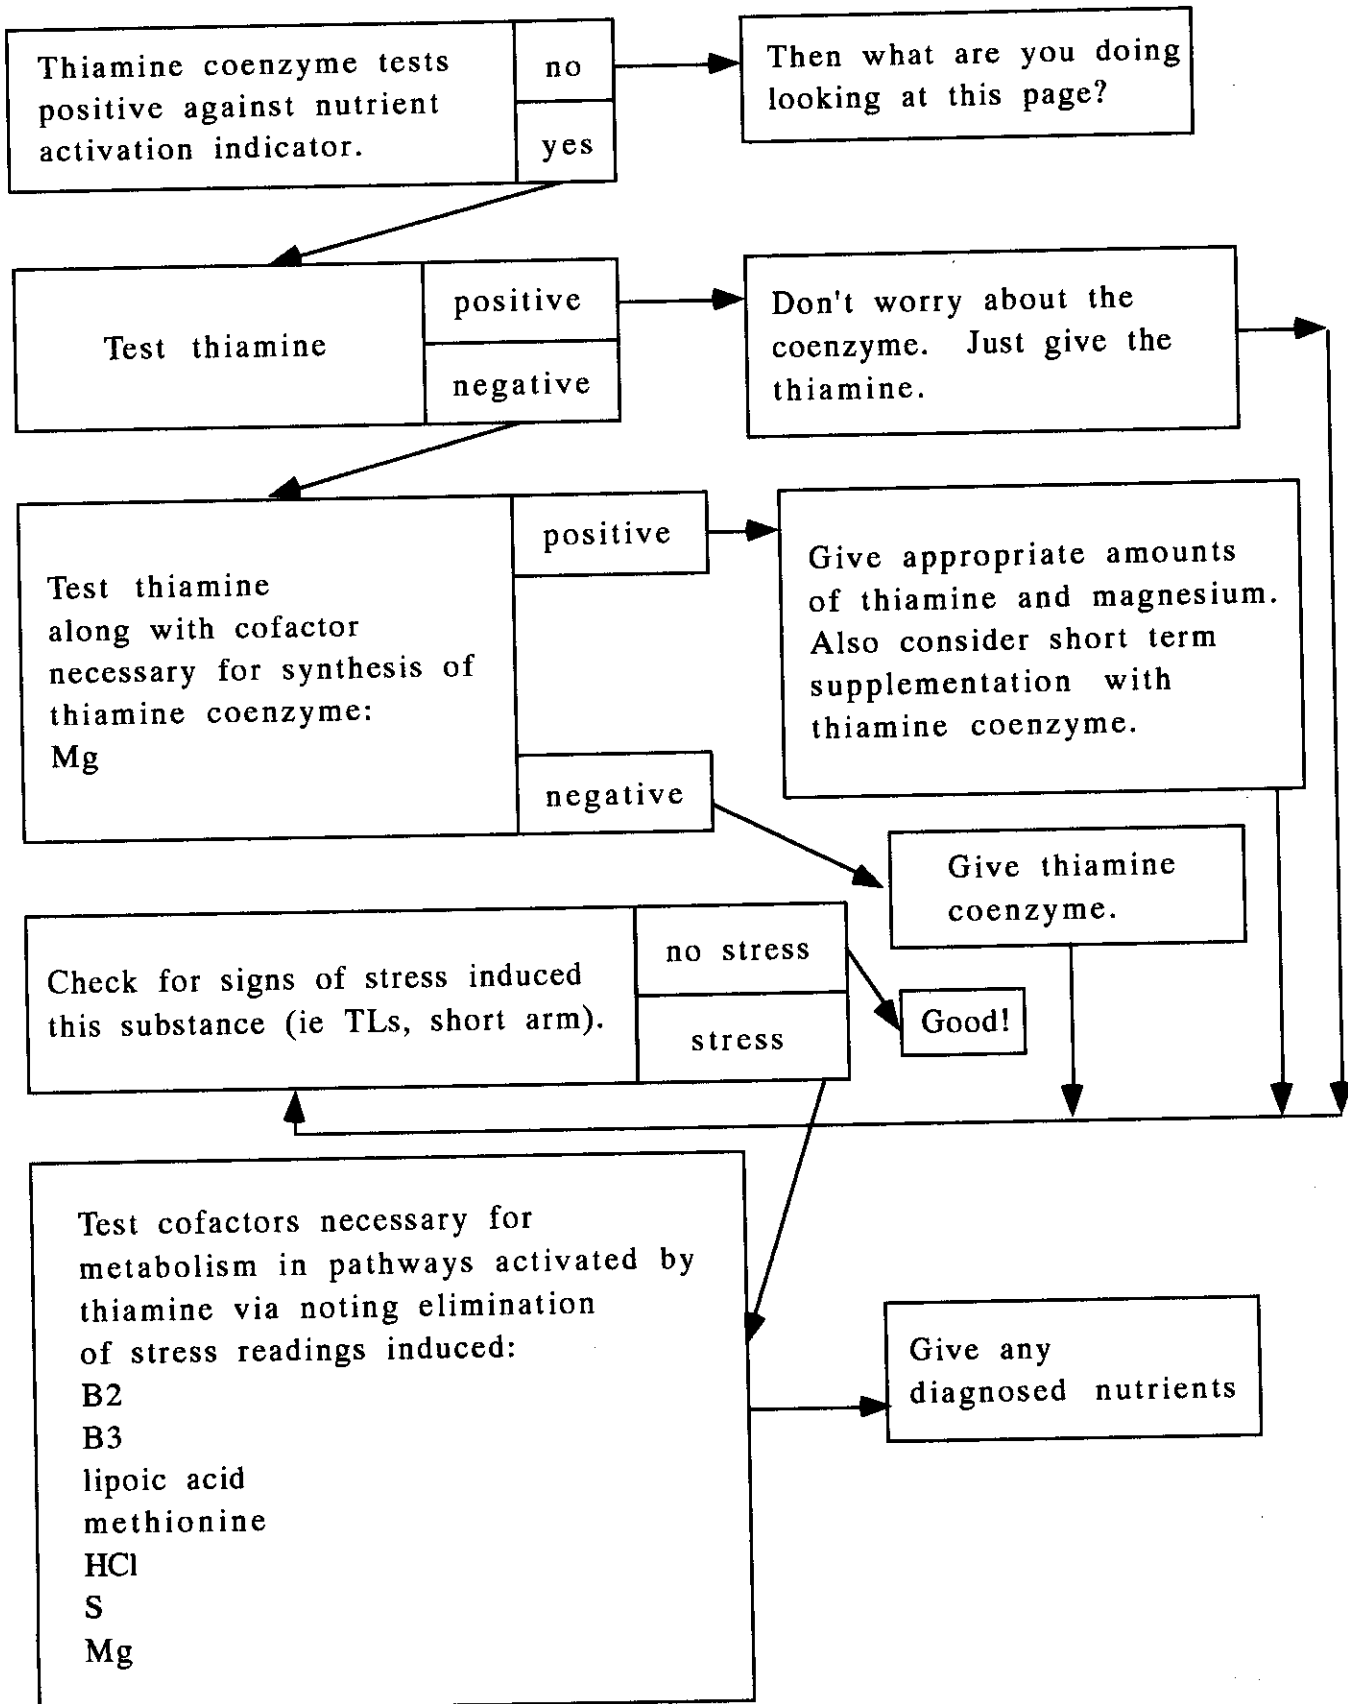 Thiamine coenzyme tests
positive against nutrient
activation indicator.
no
yes
Then what are you doing
looking at this page?
Test thiamine
positive
negative
Don't worry about the
coenzyme. Just give the
thiamine.
Test thiamine
along with cofactor
necessary for synthesis of
thiamine coenzyme:
Mg
positive
negative
Give appropriate amounts
of thiamine and magnesium.
Also consider short term
supplementation with
thiamine coenzyme.
Give thiamine
coenzyme.
Check for signs of stress induced
this substance (ie TLs, short arm).
no stress
stress
Good!
Test cofactors necessary for
metabolism in pathways activated by
thiamine via noting elimination
of stress readings induced:
B2
B3
lipoic acid
methionine
HCl
S
Mg
Give any
diagnosed nutrients